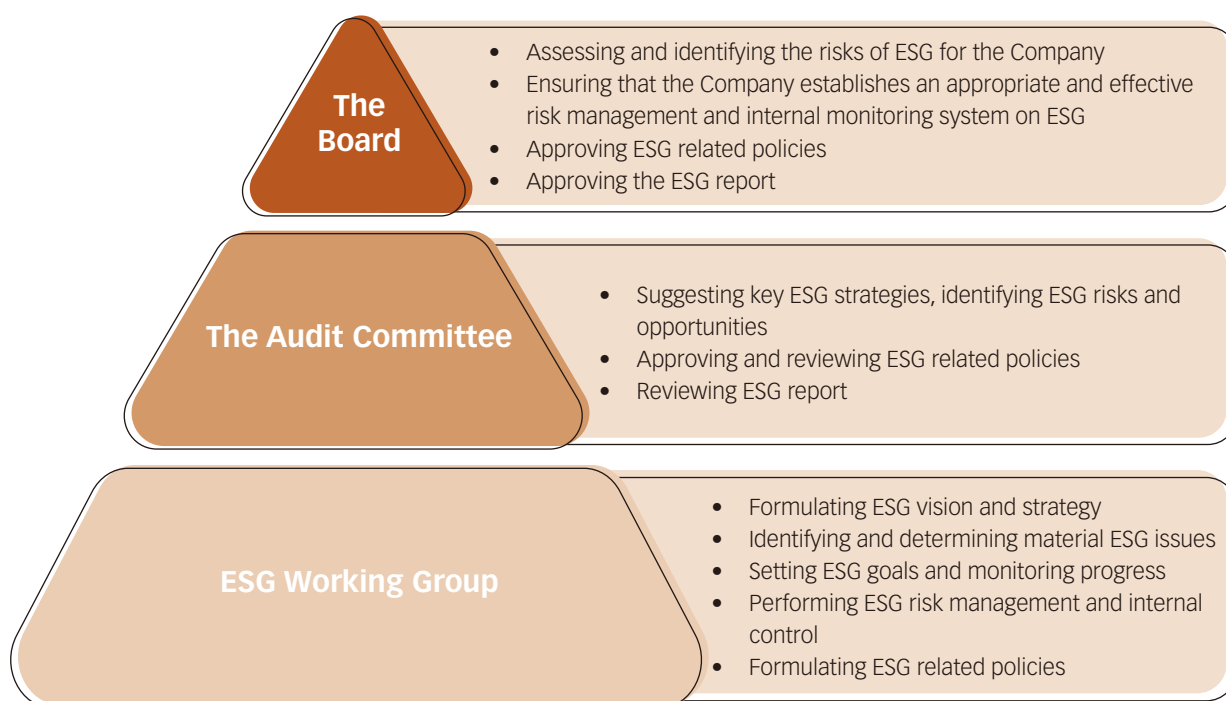 The
Board
• Assessing and identifying the risks of ESG for the Company
• Ensuring that the Company establishes an appropriate and effective
risk management and internal monitoring system on ESG
• Approving ESG related policies
• Approving the ESG report
The Audit Committee
• Suggesting key ESG strategies, identifying ESG risks and
opportunities
• Approving and reviewing ESG related policies
• Reviewing ESG report
ESG Working Group
• Formulating ESG vision and strategy
• Identifying and determining material ESG issues
• Setting ESG goals and monitoring progress
• Performing ESG risk management and internal
control
• Formulating ESG related policies